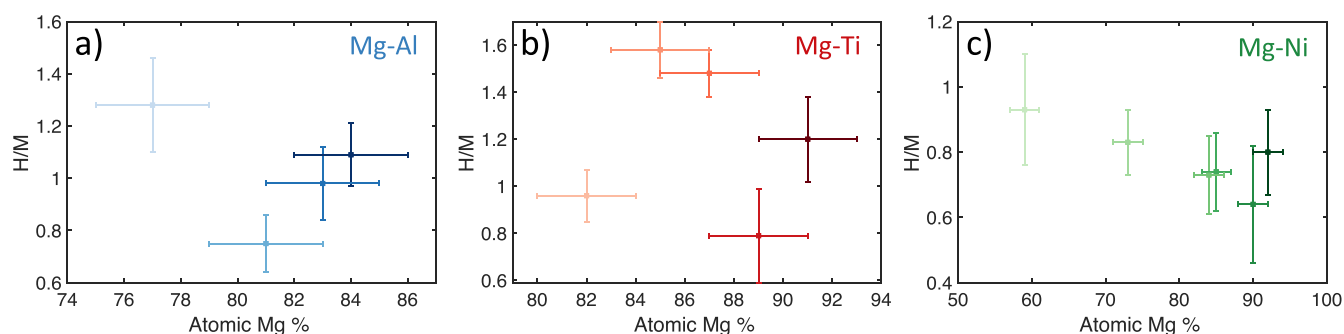 a)
Mg-Al
H/M
1.6
1.4
1.2
1
0.8
0.6
74 76 78 80 82 84 86
Atomic Mg %
b)
Mg-Ti
H/M
1.6
1.4
1.2
1
0.8
0.6
80 82 84 86 88 90 92 94
Atomic Mg %
c)
Mg-Ni
H/M
1.2
1
0.8
0.6
0.4
50 60 70 80 90 100
Atomic Mg %